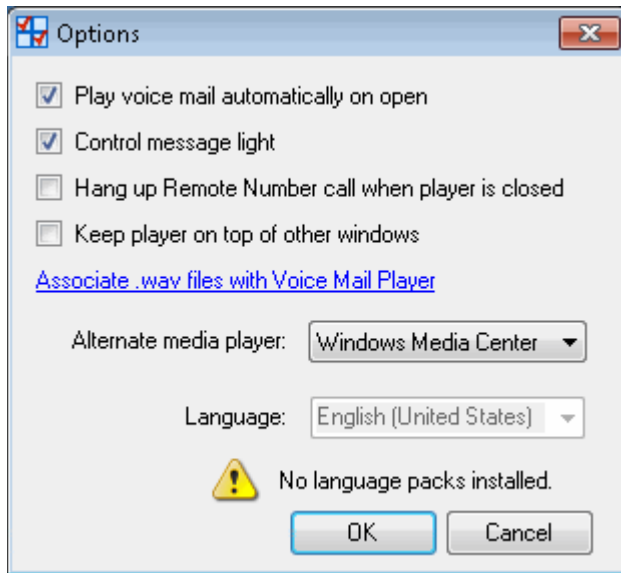 Options
Play voice mail automatically on open
Control message light
Hang up Remote Number call when player is closed
Keep player on top of other windows
Associate .wav files with Voice Mail Player
Alternate media player: Windows Media Center
Language: English (United States)
No language packs installed.
OK Cancel